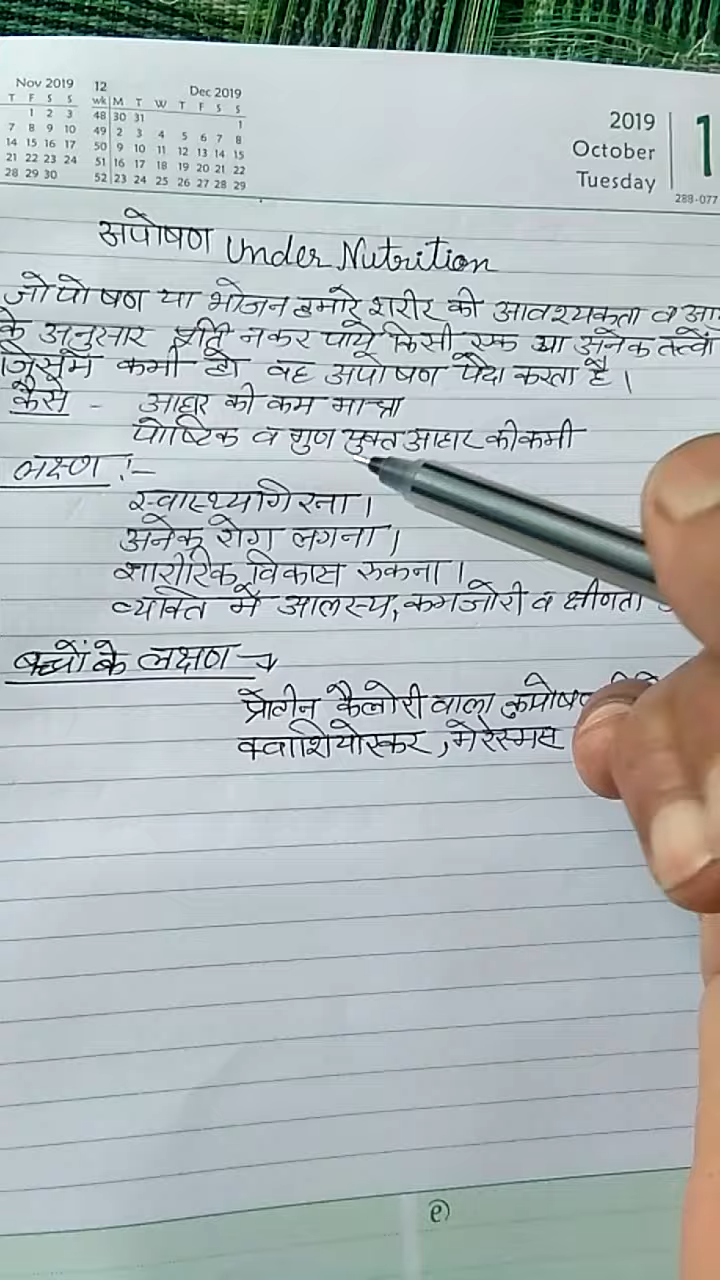 Nov 2019 12 Dec 2019
T F S S wk M T W T F S S
1 2 3 48 30 31 1
7 8 9 10 49 2 3 4 5 6 7 8
14 15 16 17 50 9 10 11 12 13 14 15
21 22 23 24 51 16 17 18 19 20 21 22
28 29 30 52 23 24 25 26 27 28 29
2019
October
Tuesday
1
288-077
अपोषण Under Nutrition
जो पोषण या भोजन हमारे शरीर की आवश्यकता व आ
के अनुसार प्रर्ति न कर पाये किसी एक या अनेक तत्वों
जिसमें कमी हो वह अपोषण पैदा करता है।
कैसे - आहार की कम मात्रा
पोष्टिक व गुण युक्त आहार की कमी
लक्षण :-
स्वास्थ्य गिरना।
अनेक रोग लगना।
शारीरिक विकास रुकना।
व्यक्ति में आलस्य, कमजोरी व क्षीणता
बच्चों के लक्षण →
प्रोटीन कैलोरी वाला कुपोष
क्वाशियोरकर, मेरेस्मस